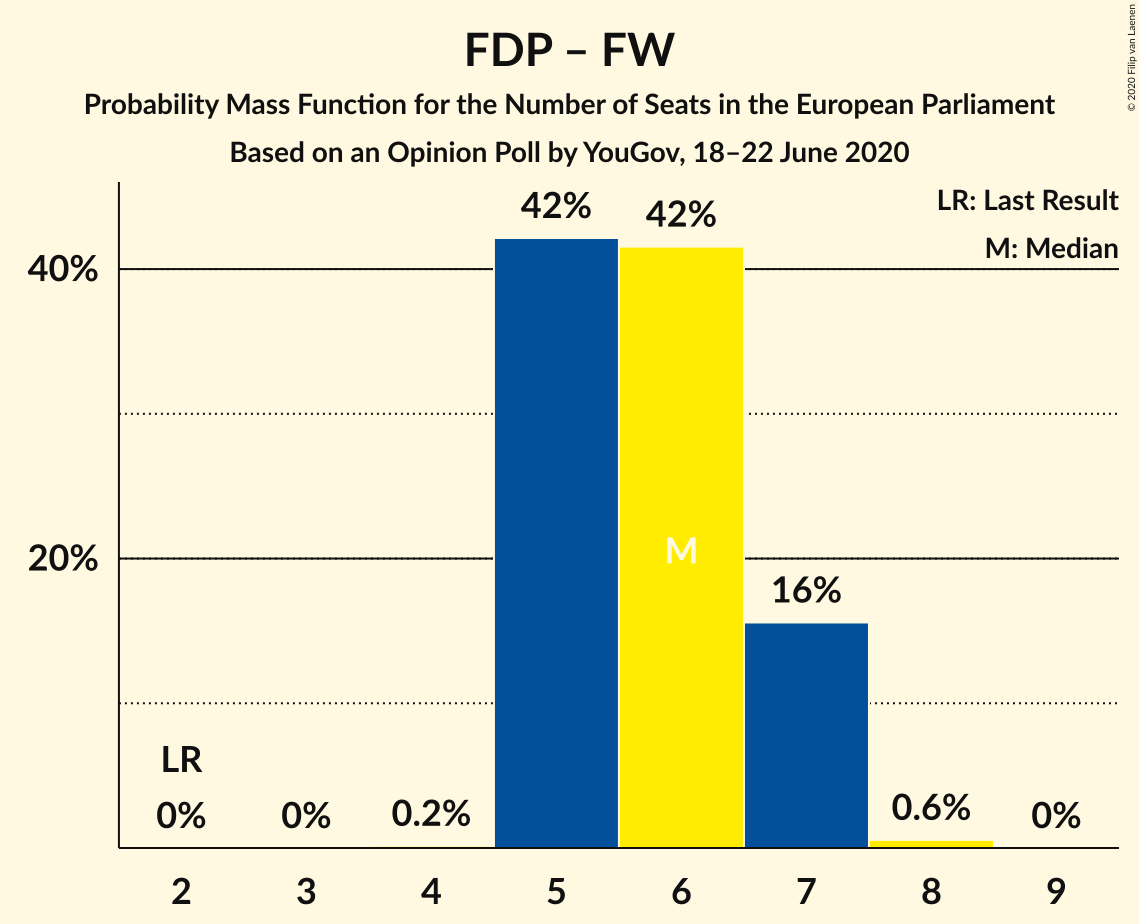 FDP – FW
Probability Mass Function for the Number of Seats in the European Parliament
Based on an Opinion Poll by YouGov, 18–22 June 2020
© 2020 Filip van Laenen
LR: Last Result
M: Median
42%
42%
40%
M
20%
16%
LR
0%
0%
0.2%
0.6%
0%
2
3
4
5
6
7
8
9